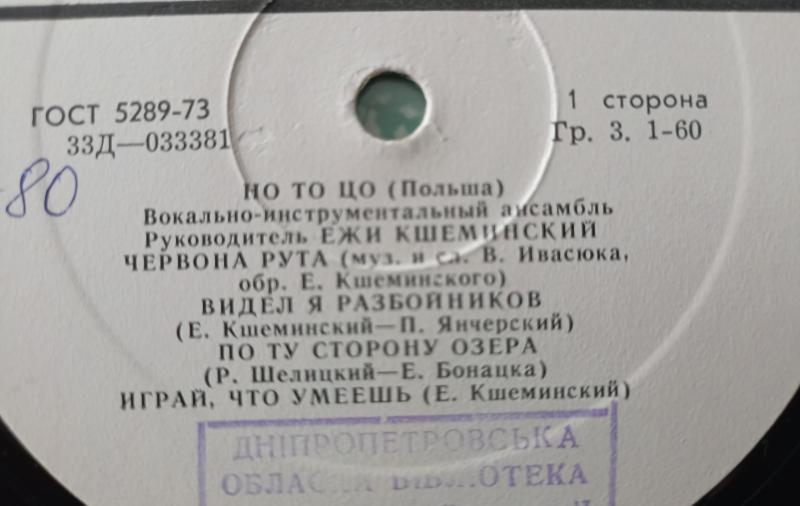 ГОСТ 5289-73
33Д—033381
1 сторона
Гр. 3. 1-60
80
НО ТО ЦО (Польша)
Вокально-инструментальный ансамбль
Руководитель ЕЖИ КШЕМИНСКИЙ
ЧЕРВОНА РУТА (муз. и сл. В. Ивасюка,
обр. Е. Кшеминского)
ВИДЕЛ Я РАЗБОЙНИКОВ
(Е. Кшеминский—П. Янчерский)
ПО ТУ СТОРОНУ ОЗЕРА
(Р. Шелицкий—Е. Бонацка)
ИГРАЙ, ЧТО УМЕЕШЬ (Е. Кшеминский)
ДНІПРОПЕТРОВСЬКА
ОБЛАСНА БІБЛІОТЕКА